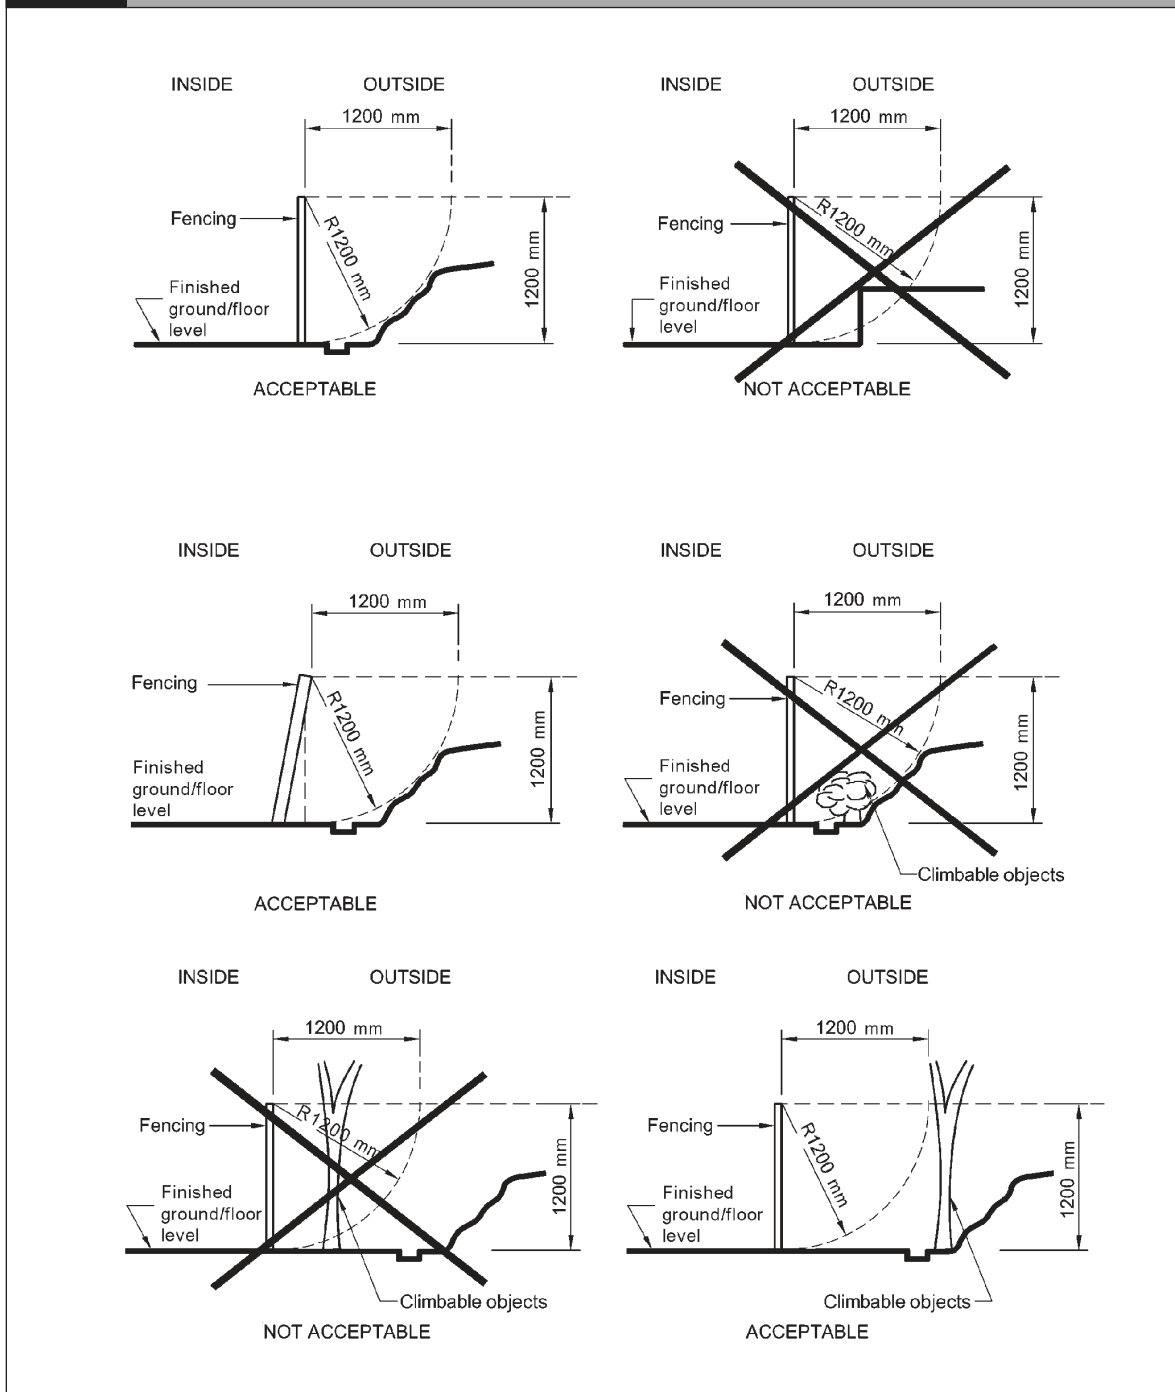 INSIDE OUTSIDE
1200 mm
Fencing
R1200 mm
1200 mm
Finished
ground/floor
level
ACCEPTABLE
INSIDE OUTSIDE
1200 mm
Fencing
R1200 mm
1200 mm
Finished
ground/floor
level
NOT ACCEPTABLE
INSIDE OUTSIDE
1200 mm
Fencing
R1200 mm
1200 mm
Finished
ground/floor
level
ACCEPTABLE
INSIDE OUTSIDE
1200 mm
Fencing
R1200 mm
1200 mm
Finished
ground/floor
level
Climbable objects
NOT ACCEPTABLE
INSIDE OUTSIDE
1200 mm
Fencing
R1200 mm
1200 mm
Finished
ground/floor
level
Climbable objects
NOT ACCEPTABLE
INSIDE OUTSIDE
1200 mm
Fencing
R1200 mm
1200 mm
Finished
ground/floor
level
Climbable objects
ACCEPTABLE